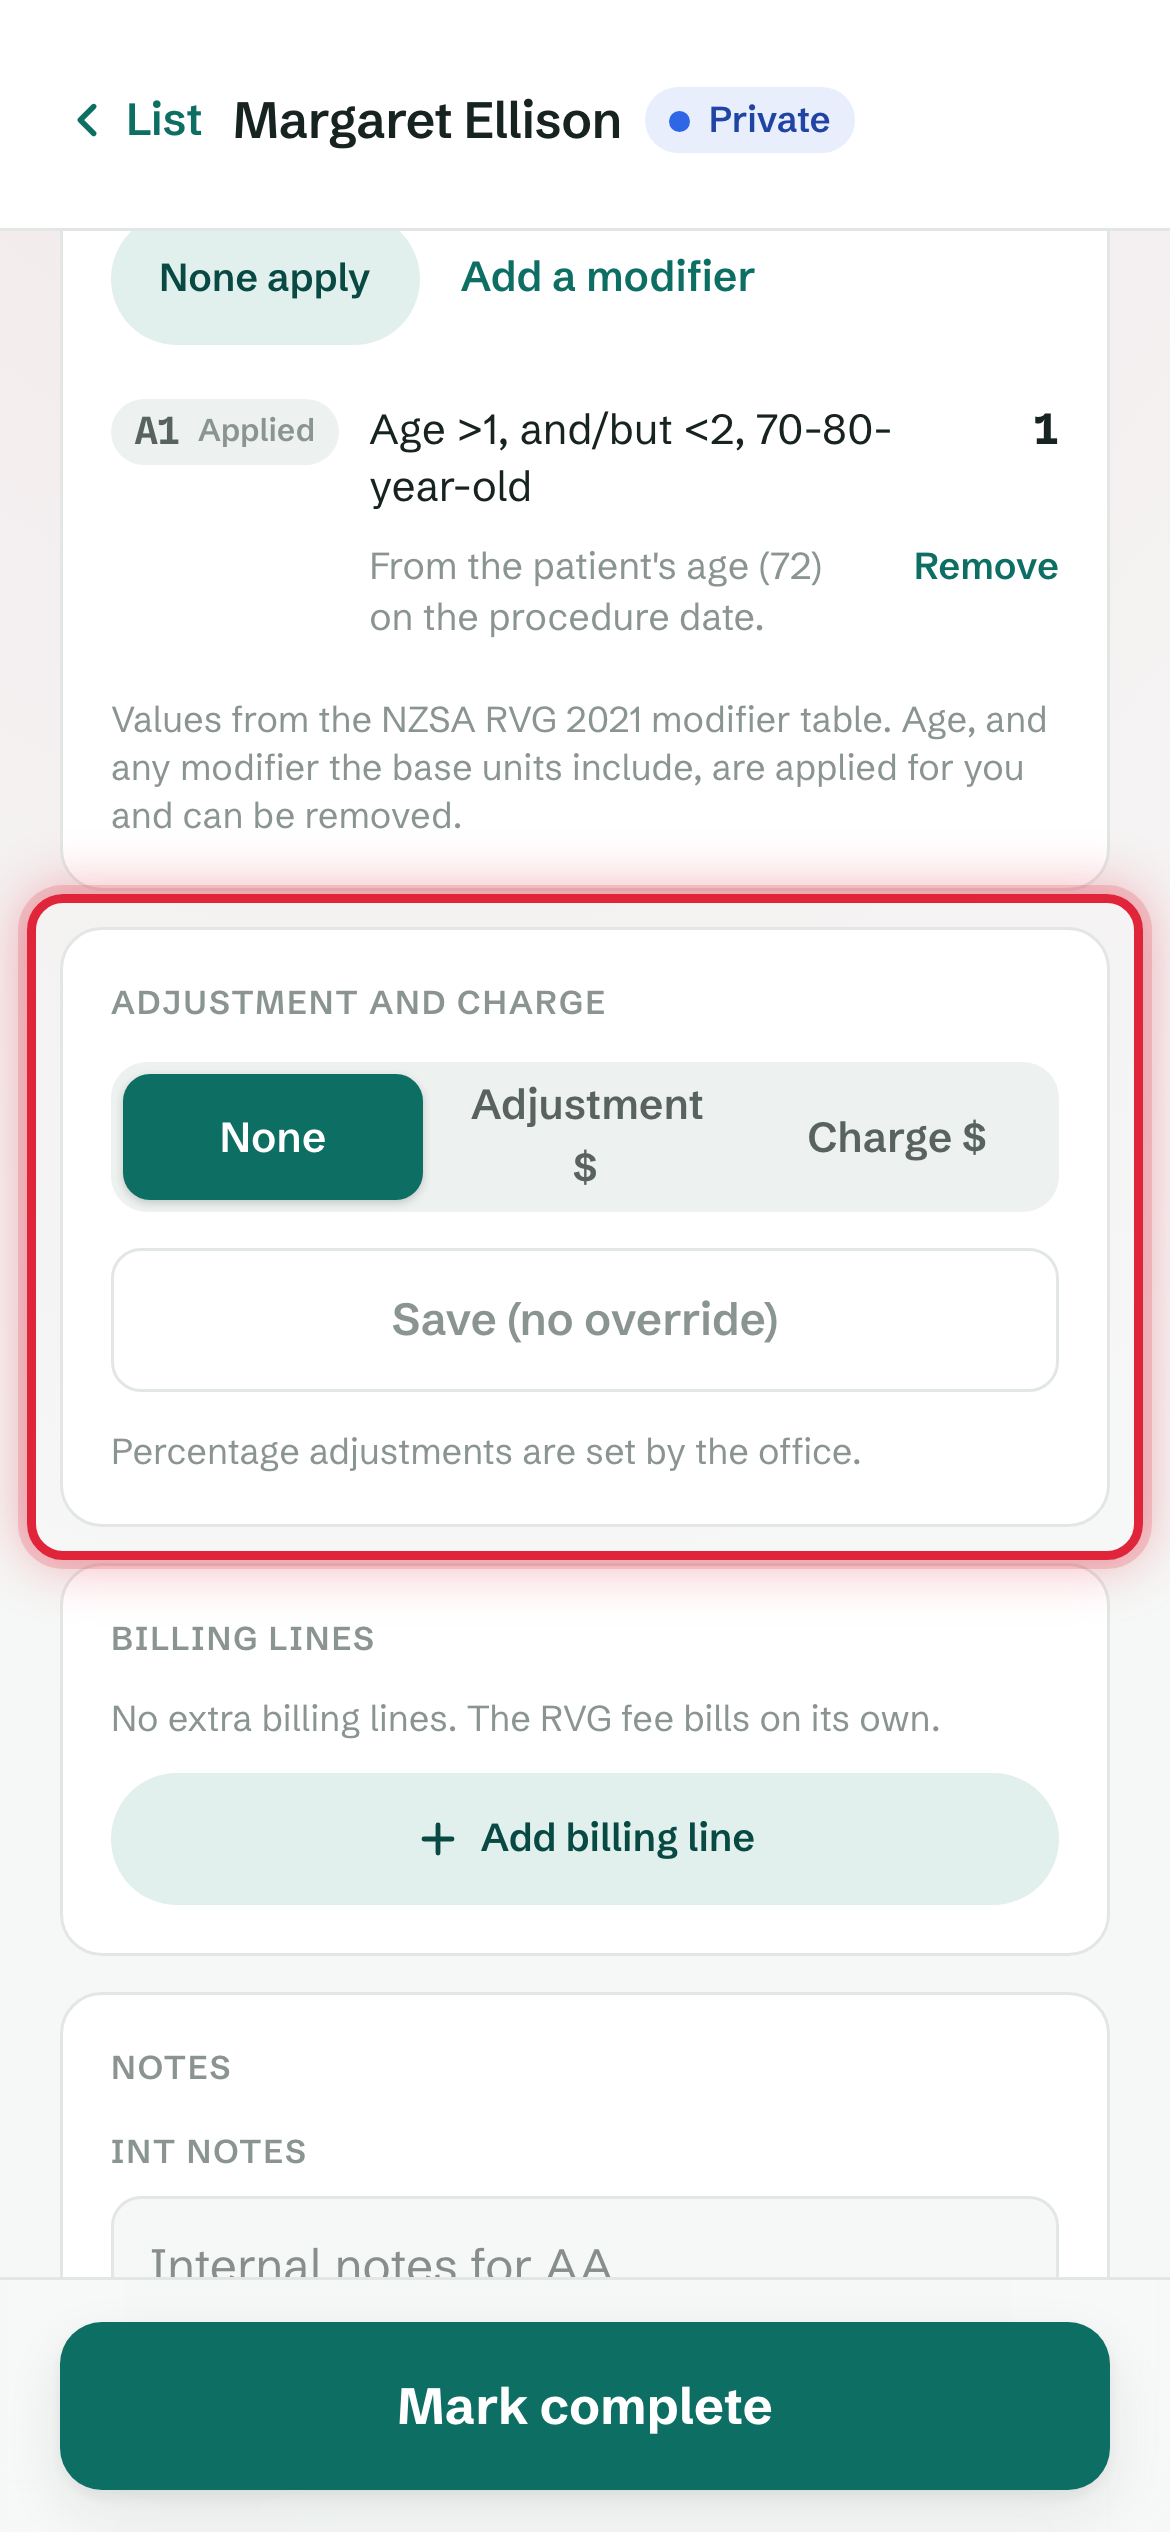 List Margaret Ellison Private
None apply Add a modifier
A1 Applied Age >1, and/but <2, 70-80- 1
year-old
From the patient's age (72) Remove
on the procedure date.
Values from the NZSA RVG 2021 modifier table. Age, and
any modifier the base units include, are applied for you
and can be removed.
ADJUSTMENT AND CHARGE
None Adjustment $ Charge $
Save (no override)
Percentage adjustments are set by the office.
BILLING LINES
No extra billing lines. The RVG fee bills on its own.
+ Add billing line
NOTES
INT NOTES
Internal notes for AA
Mark complete